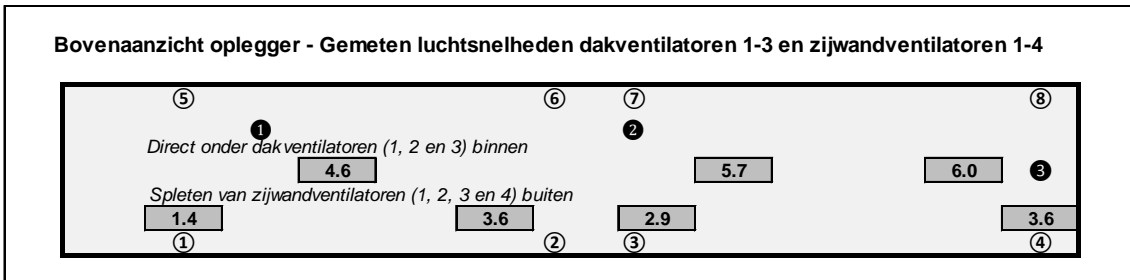 Bovenaanzicht oplegger - Gemeten luchtsnelheden dakventilatoren 1-3 en zijwandventilatoren 1-4
⑤ ⑥ ⑦ ⑧
❶ ❷
Direct onder dakventilatoren (1, 2 en 3) binnen
4.6 5.7 6.0 ❸
Spleten van zijwandventilatoren (1, 2, 3 en 4) buiten
1.4 3.6 2.9 3.6
① ② ③ ④